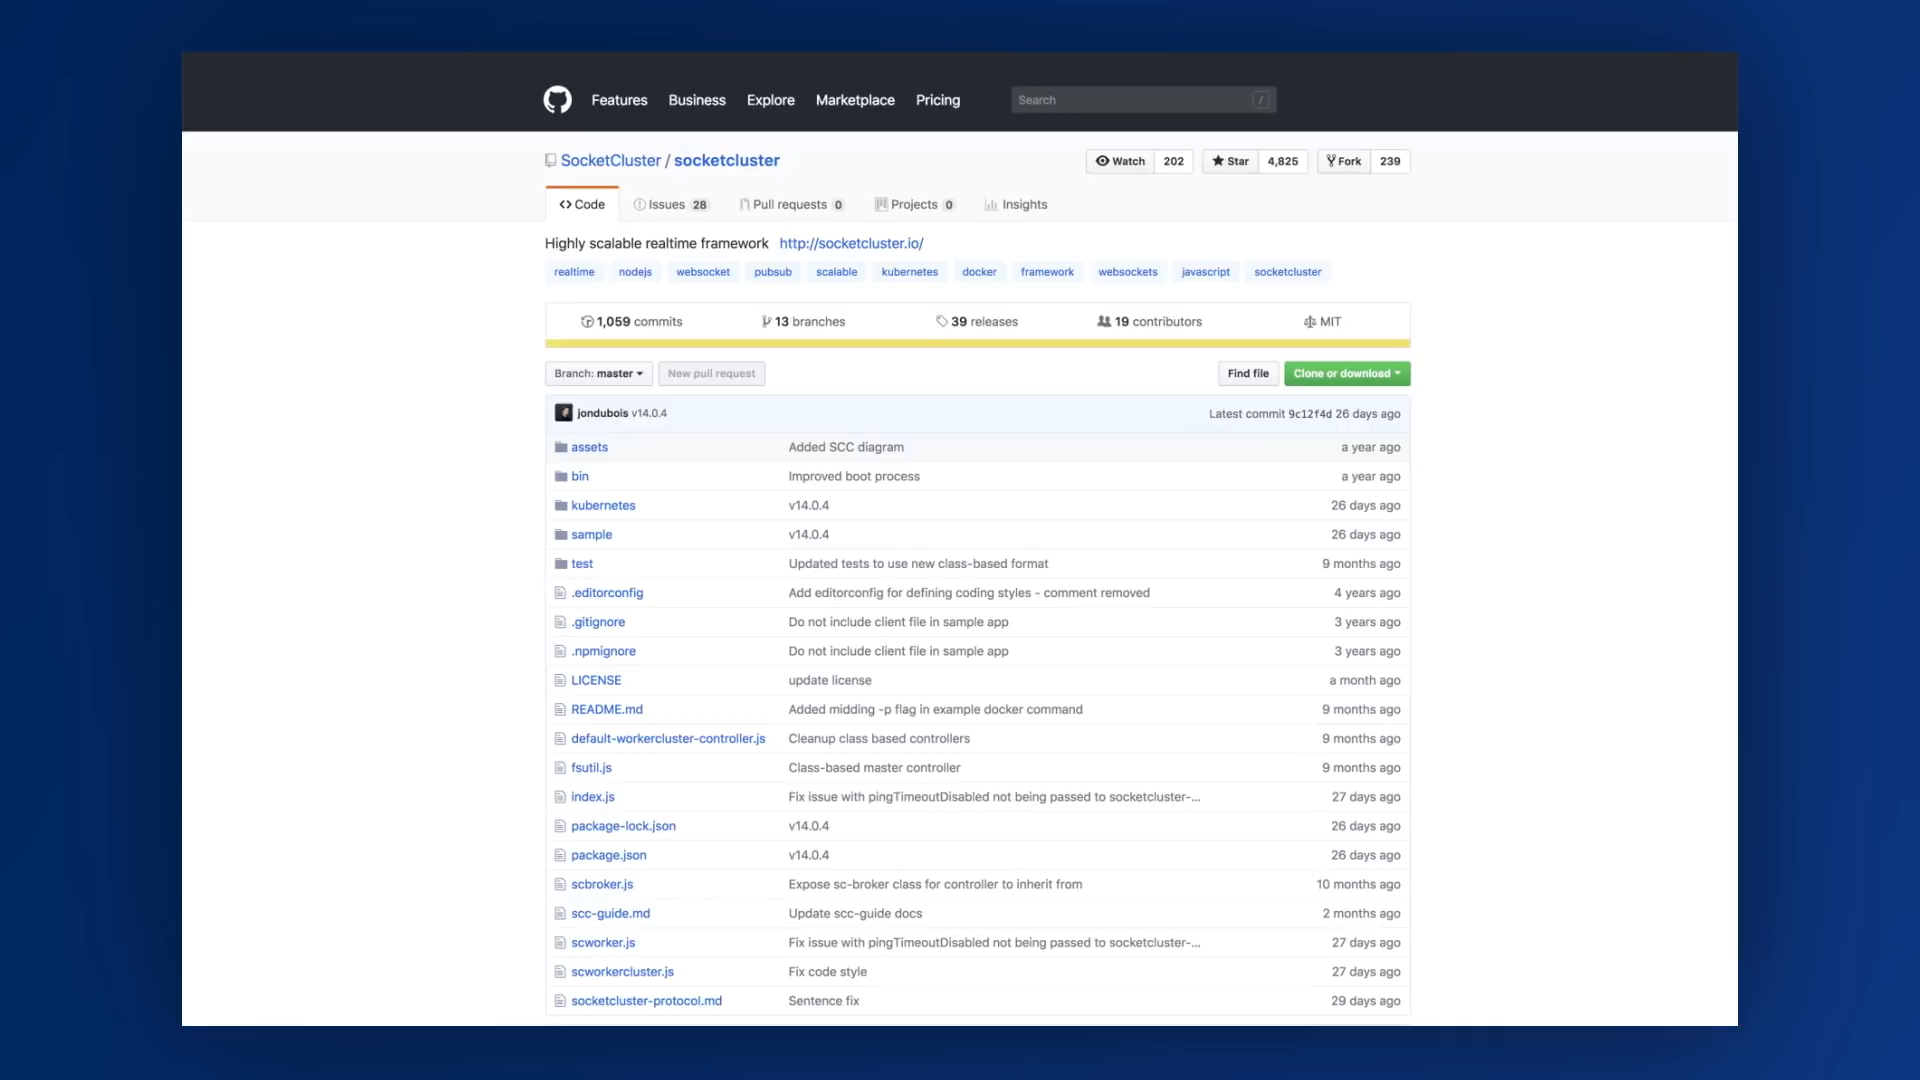 Features Business Explore Marketplace Pricing Search /
SocketCluster / socketcluster Watch 202 Star 4,825 Fork 239
<> Code Issues 28 Pull requests 0 Projects 0 Insights
Highly scalable realtime framework http://socketcluster.io/
realtime nodejs websocket pubsub scalable kubernetes docker framework websockets javascript socketcluster
1,059 commits 13 branches 39 releases 19 contributors MIT
Branch: master New pull request Find file Clone or download
jondubois v14.0.4 Latest commit 9c12f4d 26 days ago
assets Added SCC diagram a year ago
bin Improved boot process a year ago
kubernetes v14.0.4 26 days ago
sample v14.0.4 26 days ago
test Updated tests to use new class-based format 9 months ago
.editorconfig Add editorconfig for defining coding styles - comment removed 4 years ago
.gitignore Do not include client file in sample app 3 years ago
.npmignore Do not include client file in sample app 3 years ago
LICENSE update license a month ago
README.md Added midding -p flag in example docker command 9 months ago
default-workercluster-controller.js Cleanup class based controllers 9 months ago
fsutil.js Class-based master controller 9 months ago
index.js Fix issue with pingTimeoutDisabled not being passed to socketcluster-... 27 days ago
package-lock.json v14.0.4 26 days ago
package.json v14.0.4 26 days ago
scbroker.js Expose sc-broker class for controller to inherit from 10 months ago
scc-guide.md Update scc-guide docs 2 months ago
scworker.js Fix issue with pingTimeoutDisabled not being passed to socketcluster-... 27 days ago
scworkercluster.js Fix code style 27 days ago
socketcluster-protocol.md Sentence fix 29 days ago